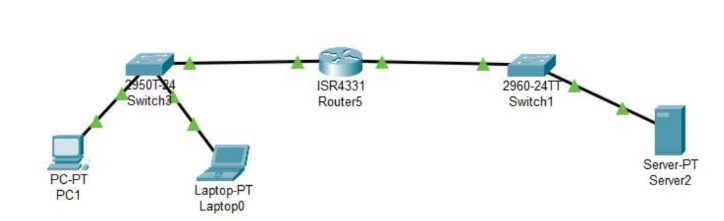 2950T-24
Switch3
ISR4331
Router5
2960-24TT
Switch1
PC-PT
PC1
Laptop-PT
Laptop0
Server-PT
Server2